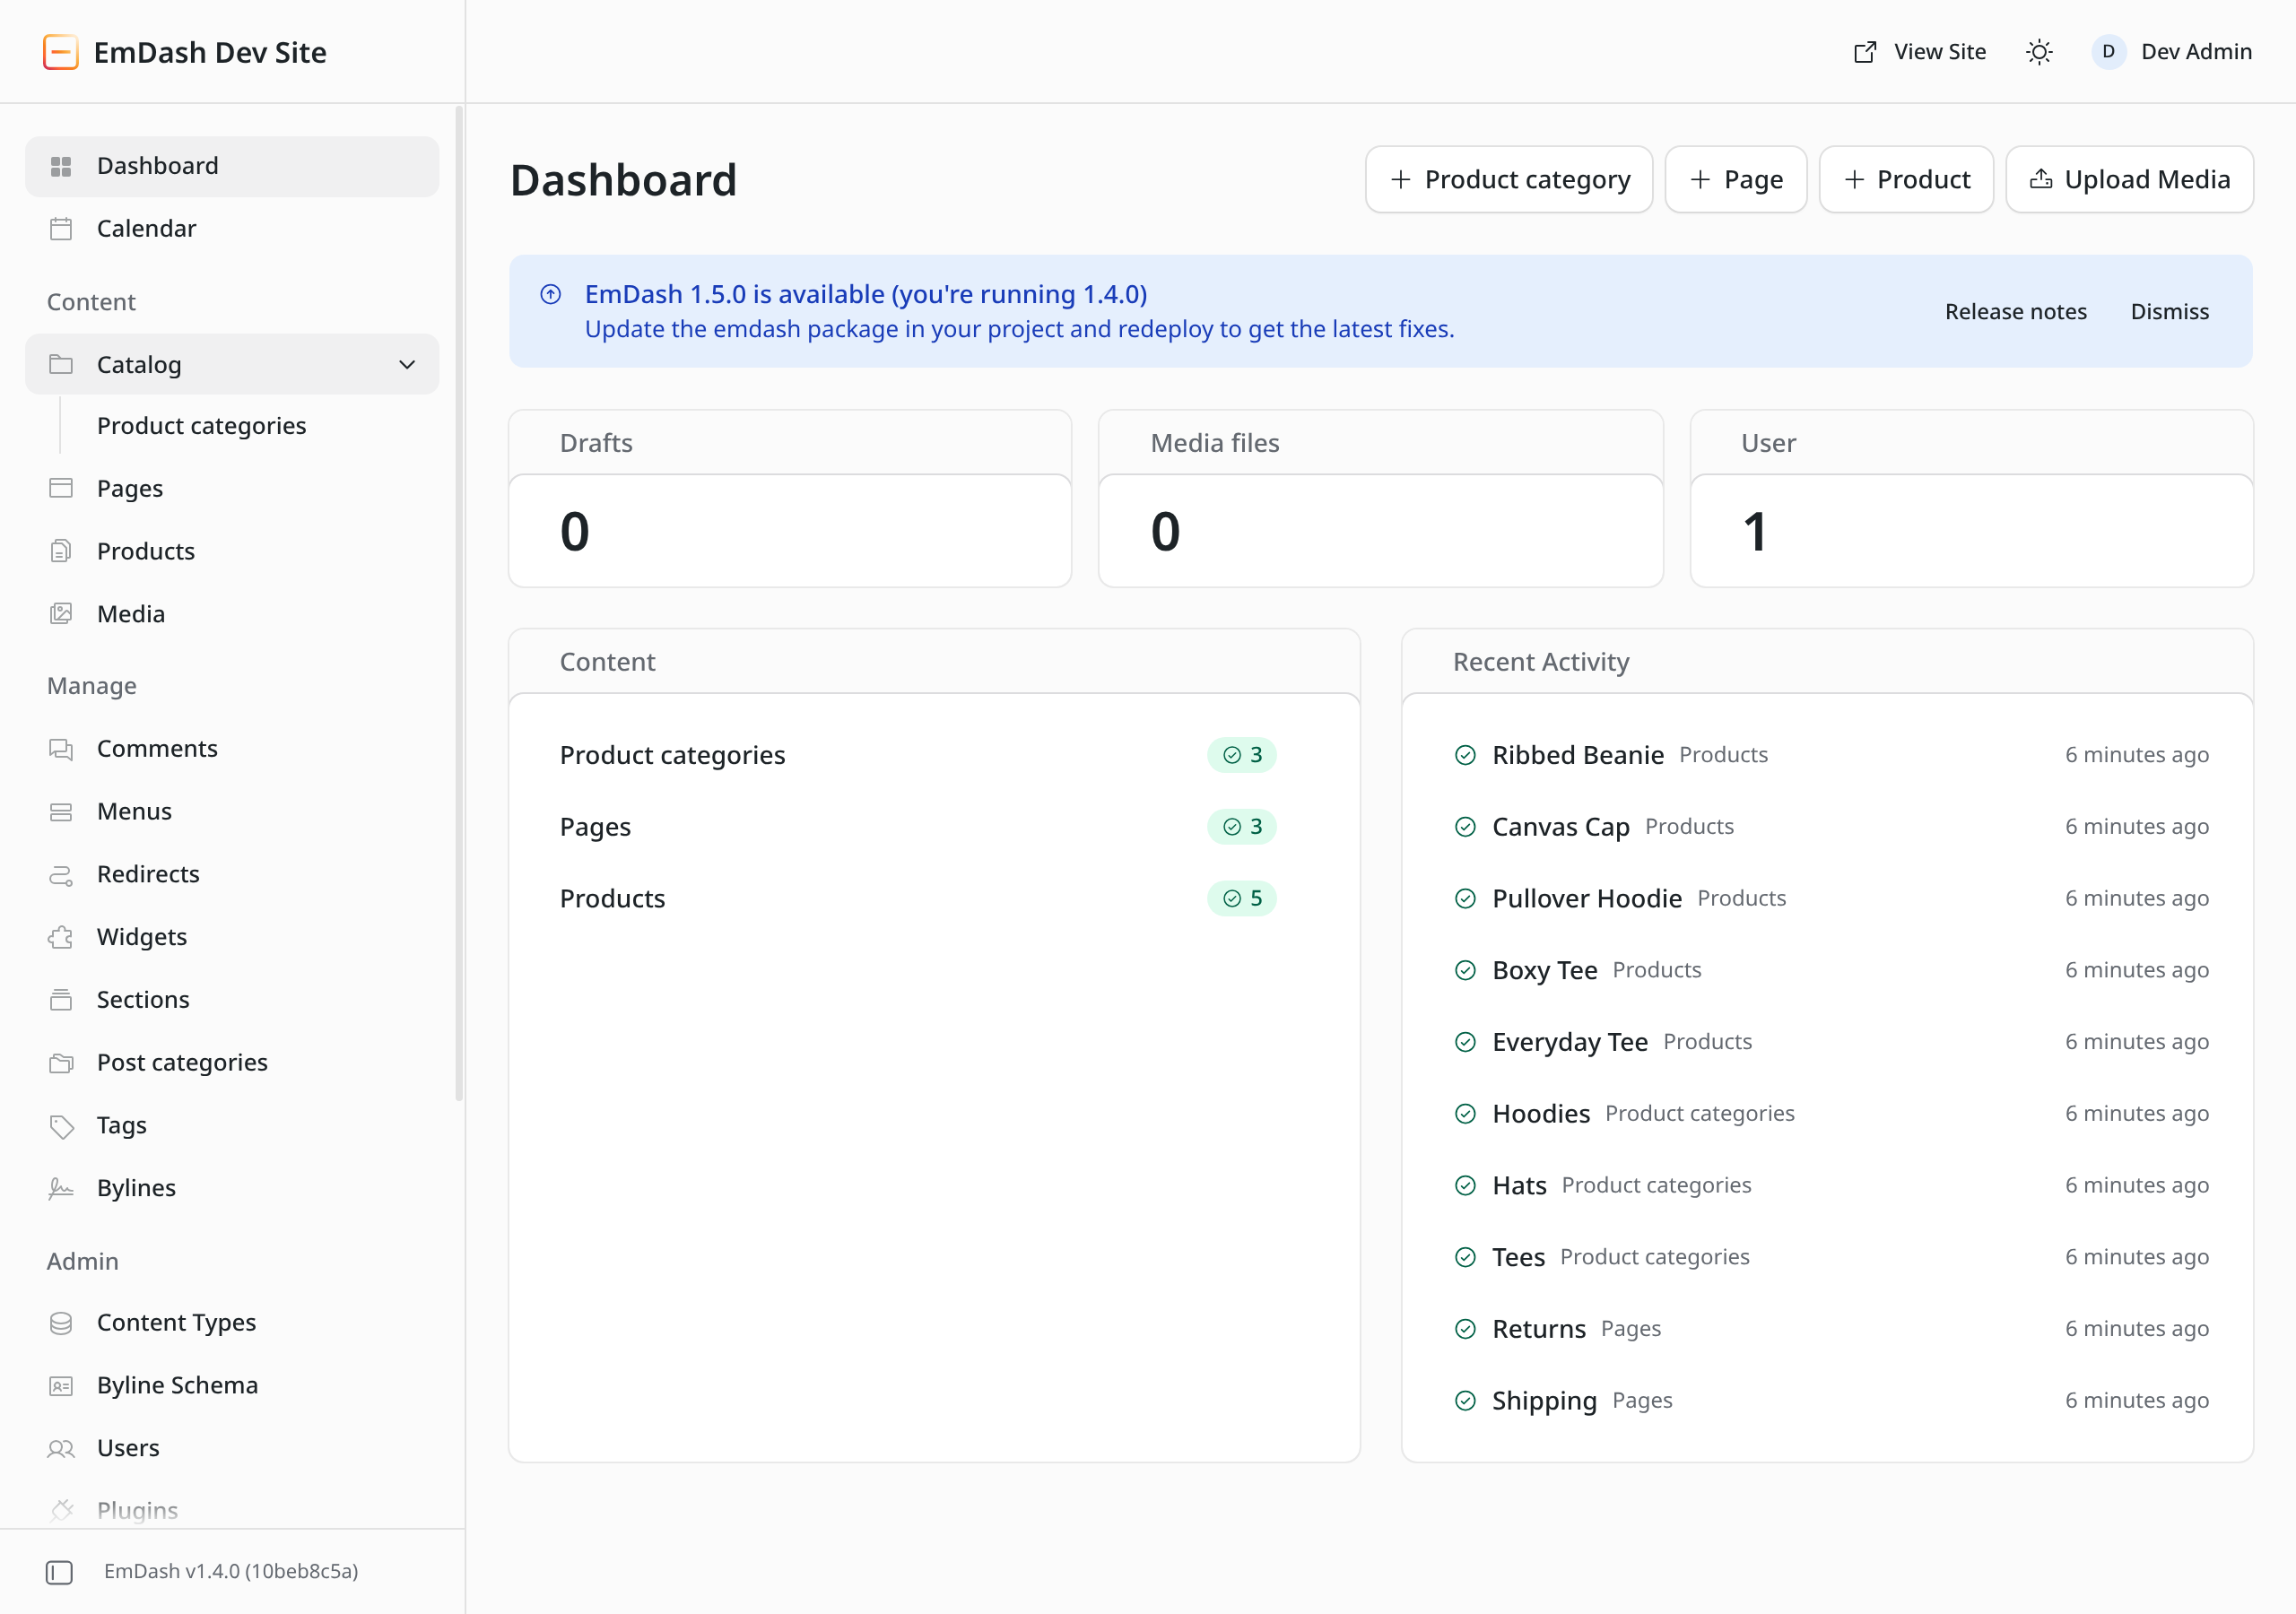 EmDash Dev Site
View Site
D
Dev Admin
Dashboard
Calendar
Content
Catalog
Product categories
Pages
Products
Media
Manage
Comments
Menus
Redirects
Widgets
Sections
Post categories
Tags
Bylines
Admin
Content Types
Byline Schema
Users
Plugins
EmDash v1.4.0 (10beb8c5a)
Dashboard
Product category
Page
Product
Upload Media
EmDash 1.5.0 is available (you're running 1.4.0)
Update the emdash package in your project and redeploy to get the latest fixes.
Release notes
Dismiss
Drafts
0
Media files
0
User
1
Content
Product categories 3
Pages 3
Products 5
Recent Activity
Ribbed Beanie Products 6 minutes ago
Canvas Cap Products 6 minutes ago
Pullover Hoodie Products 6 minutes ago
Boxy Tee Products 6 minutes ago
Everyday Tee Products 6 minutes ago
Hoodies Product categories 6 minutes ago
Hats Product categories 6 minutes ago
Tees Product categories 6 minutes ago
Returns Pages 6 minutes ago
Shipping Pages 6 minutes ago